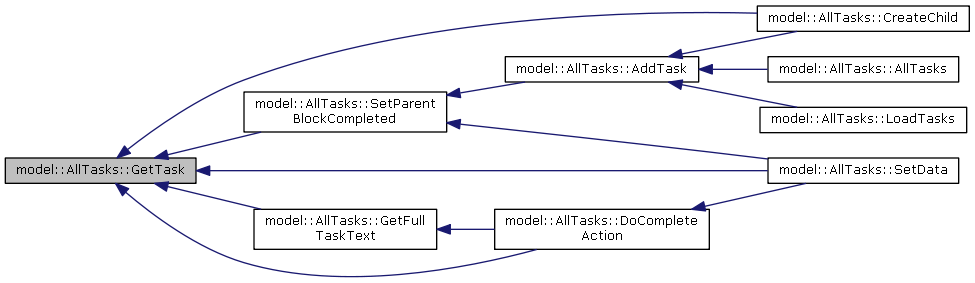 model::AllTasks::CreateChild
model::AllTasks::AddTask
model::AllTasks::AllTasks
model::AllTasks::SetParent
BlockCompleted
model::AllTasks::LoadTasks
model::AllTasks::GetTask
model::AllTasks::SetData
model::AllTasks::GetFull
TaskText
model::AllTasks::DoComplete
Action